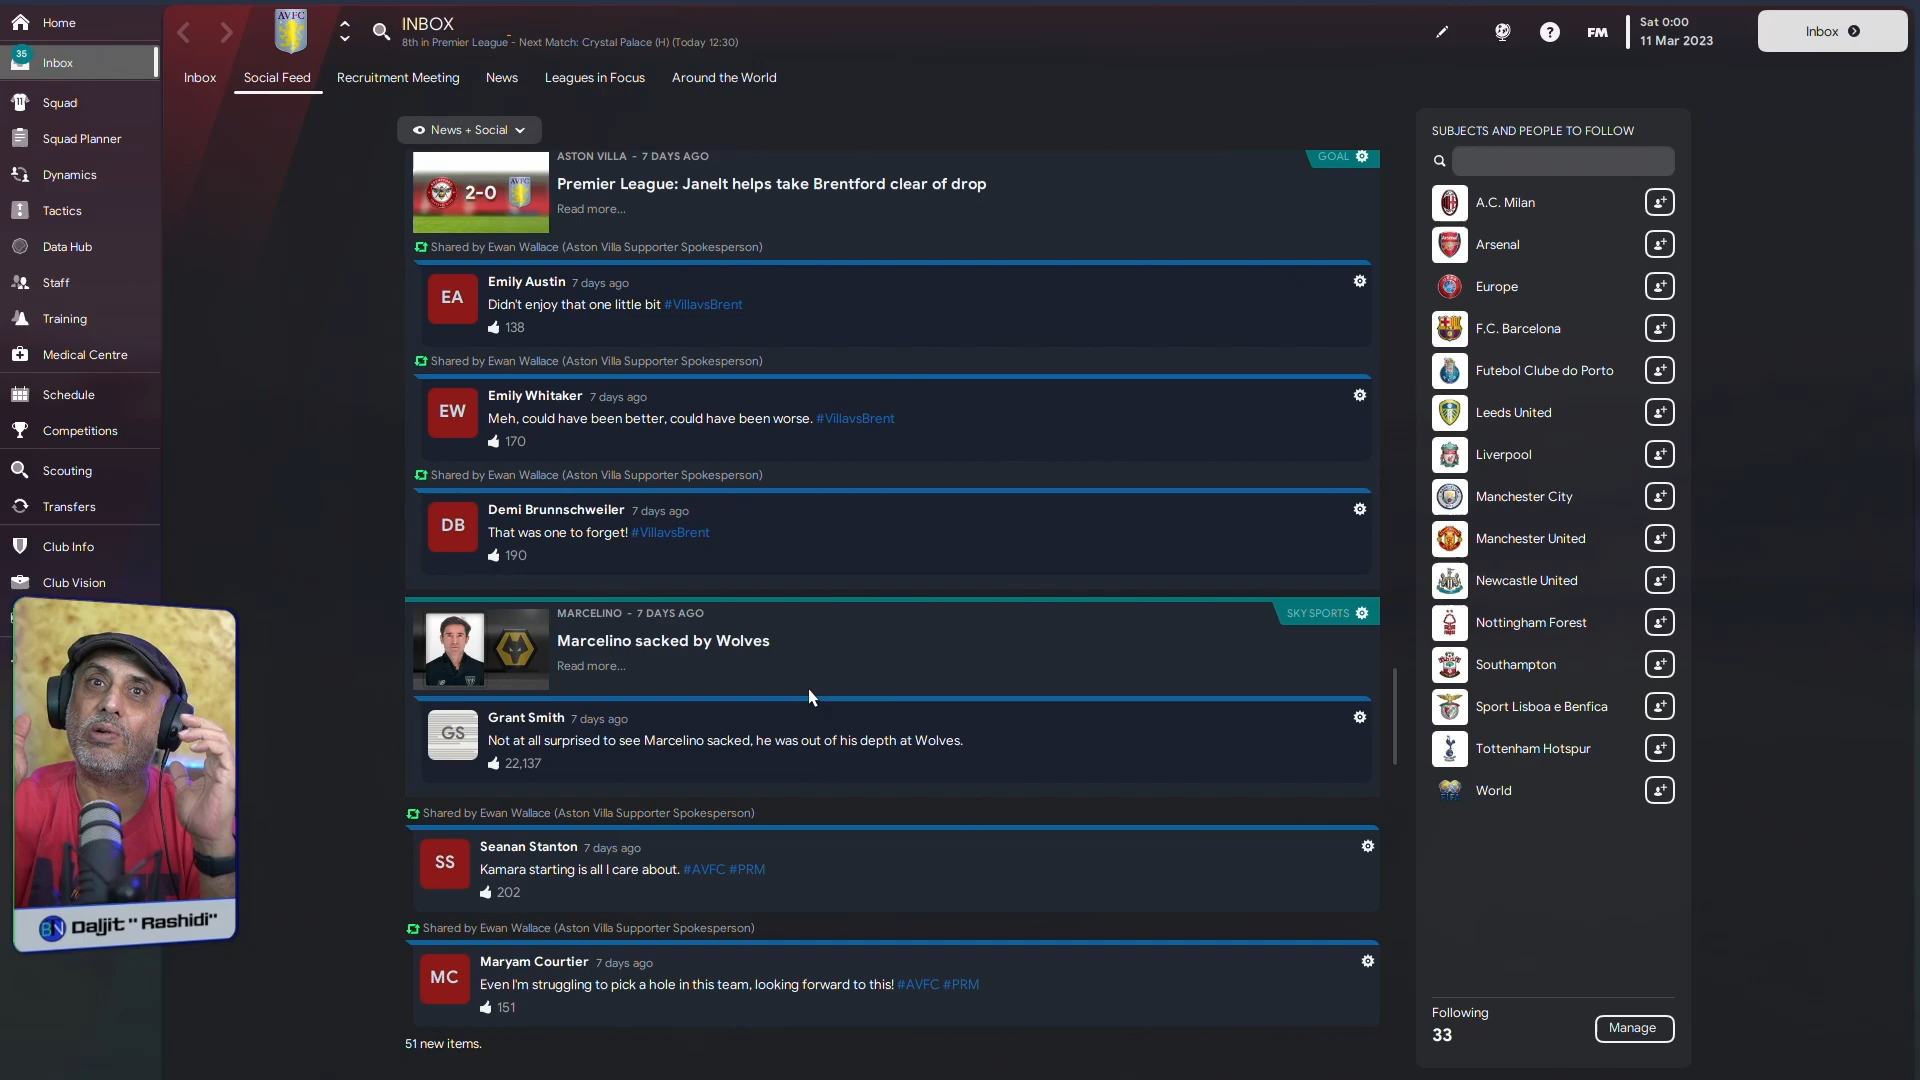 Home
35
Inbox
Squad
Squad Planner
Dynamics
Tactics
Data Hub
Staff
Training
Medical Centre
Schedule
Competitions
Scouting
Transfers
Club Info
Club Vision
AVFC
INBOX
8th in Premier League - Next Match: Crystal Palace (H) (Today 12:30)
FM
Sat 0:00
11 Mar 2023
Inbox
Inbox
Social Feed
Recruitment Meeting
News
Leagues in Focus
Around the World
News + Social
ASTON VILLA - 7 DAYS AGO
GOAL
2-0
AVFC
Premier League: Janelt helps take Brentford clear of drop
Read more...
Shared by Ewan Wallace (Aston Villa Supporter Spokesperson)
EA
Emily Austin 7 days ago
Didn't enjoy that one little bit #VillavsBrent
138
Shared by Ewan Wallace (Aston Villa Supporter Spokesperson)
EW
Emily Whitaker 7 days ago
Meh, could have been better, could have been worse. #VillavsBrent
170
Shared by Ewan Wallace (Aston Villa Supporter Spokesperson)
DB
Demi Brunnschweiler 7 days ago
That was one to forget! #VillavsBrent
190
MARCELINO - 7 DAYS AGO
SKY SPORTS
Marcelino sacked by Wolves
Read more...
GS
Grant Smith 7 days ago
Not at all surprised to see Marcelino sacked, he was out of his depth at Wolves.
22,137
Shared by Ewan Wallace (Aston Villa Supporter Spokesperson)
SS
Seanan Stanton 7 days ago
Kamara starting is all I care about. #AVFC #PRM
202
Shared by Ewan Wallace (Aston Villa Supporter Spokesperson)
MC
Maryam Courtier 7 days ago
Even I'm struggling to pick a hole in this team, looking forward to this! #AVFC #PRM
151
51 new items.
SUBJECTS AND PEOPLE TO FOLLOW
A.C. Milan
Arsenal
Europe
F.C. Barcelona
Futebol Clube do Porto
Leeds United
Liverpool
Manchester City
Manchester United
Newcastle United
Nottingham Forest
Southampton
Sport Lisboa e Benfica
Tottenham Hotspur
World
Following
33
Manage
BN Daljit "Rashidi"